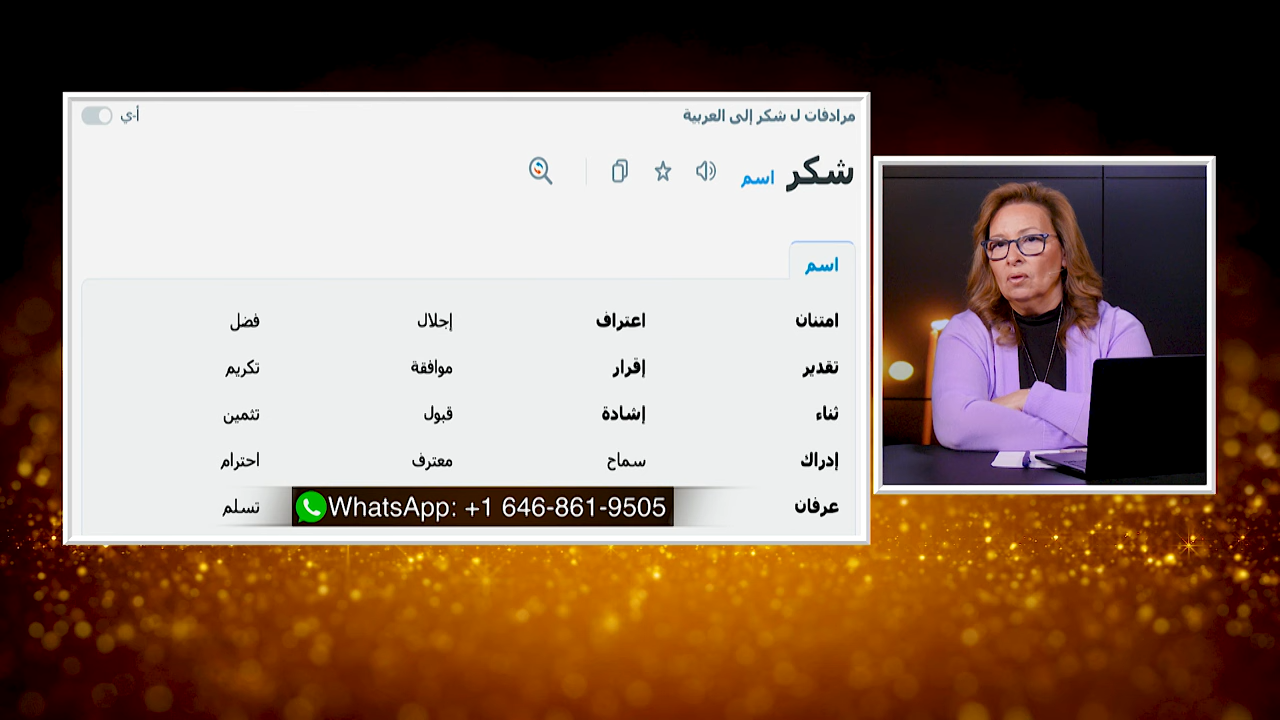 مرادفات ل شكر إلى العربية
أ-ي
شكر اسم
اسم
امتنان اعتراف إجلال فضل
تقدير إقرار موافقة تكريم
ثناء إشادة قبول تثمين
إدراك سماح معترف احترام
عرفان تسلم
WhatsApp: +1 646-861-9505